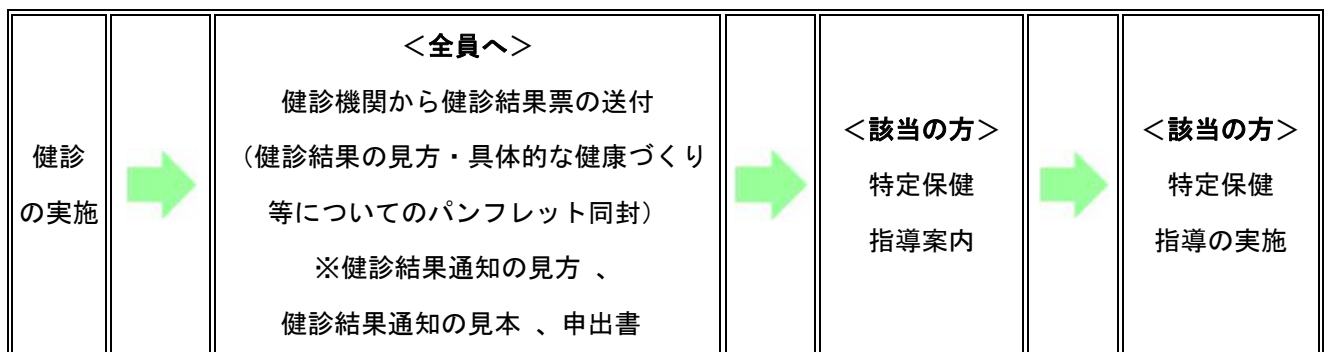 健診
の実施
＜全員へ＞
健診機関から健診結果票の送付
（健診結果の見方・具体的な健康づくり
等についてのパンフレット同封）
※健診結果通知の見方 、
健診結果通知の見本 、申出書
＜該当の方＞
特定保健
指導案内
＜該当の方＞
特定保健
指導の実施